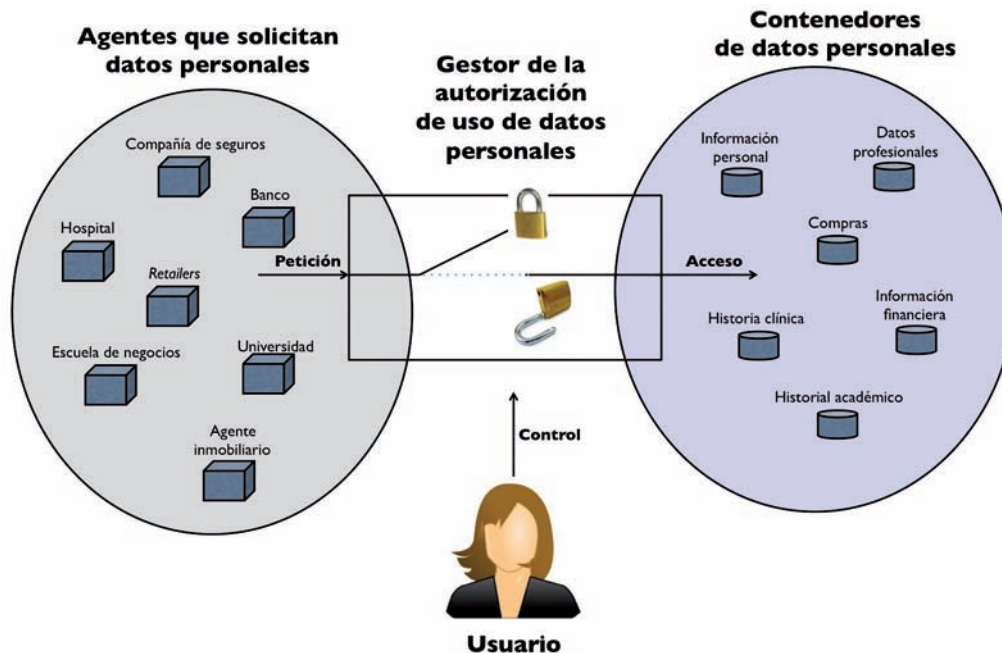 Agentes que solicitan
datos personales
Compañía de seguros
Banco
Hospital
Retailers
Escuela de negocios
Universidad
Agente
inmobiliario
Gestor de la
autorización
de uso de datos
personales
Petición
Acceso
Control
Usuario
Contenedores
de datos personales
Información
personal
Datos
profesionales
Compras
Historia clínica
Información
financiera
Historial académico